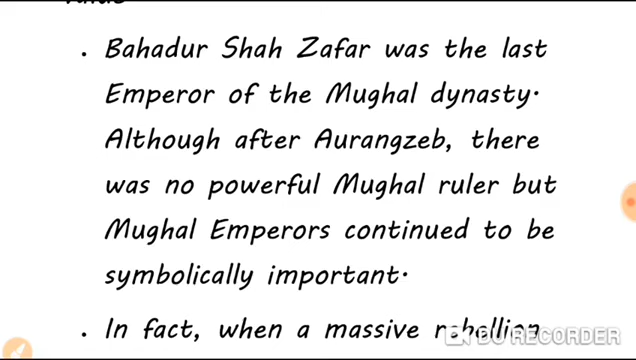 . Bahadur Shah Zafar was the last
Emperor of the Mughal dynasty.
Although after Aurangzeb, there
was no powerful Mughal ruler but
Mughal Emperors continued to be
symbolically important.
. In fact, when a massive rebellion
DU RECORDER